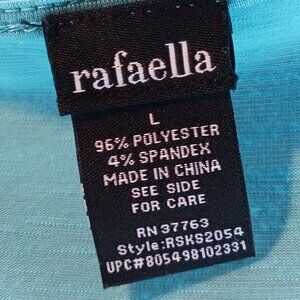 rafaella
L
96% POLYESTER
4% SPANDEX
MADE IN CHINA
SEE SIDE
FOR CARE
RN 37763
Style:RSKS2054
UPC#805498102331